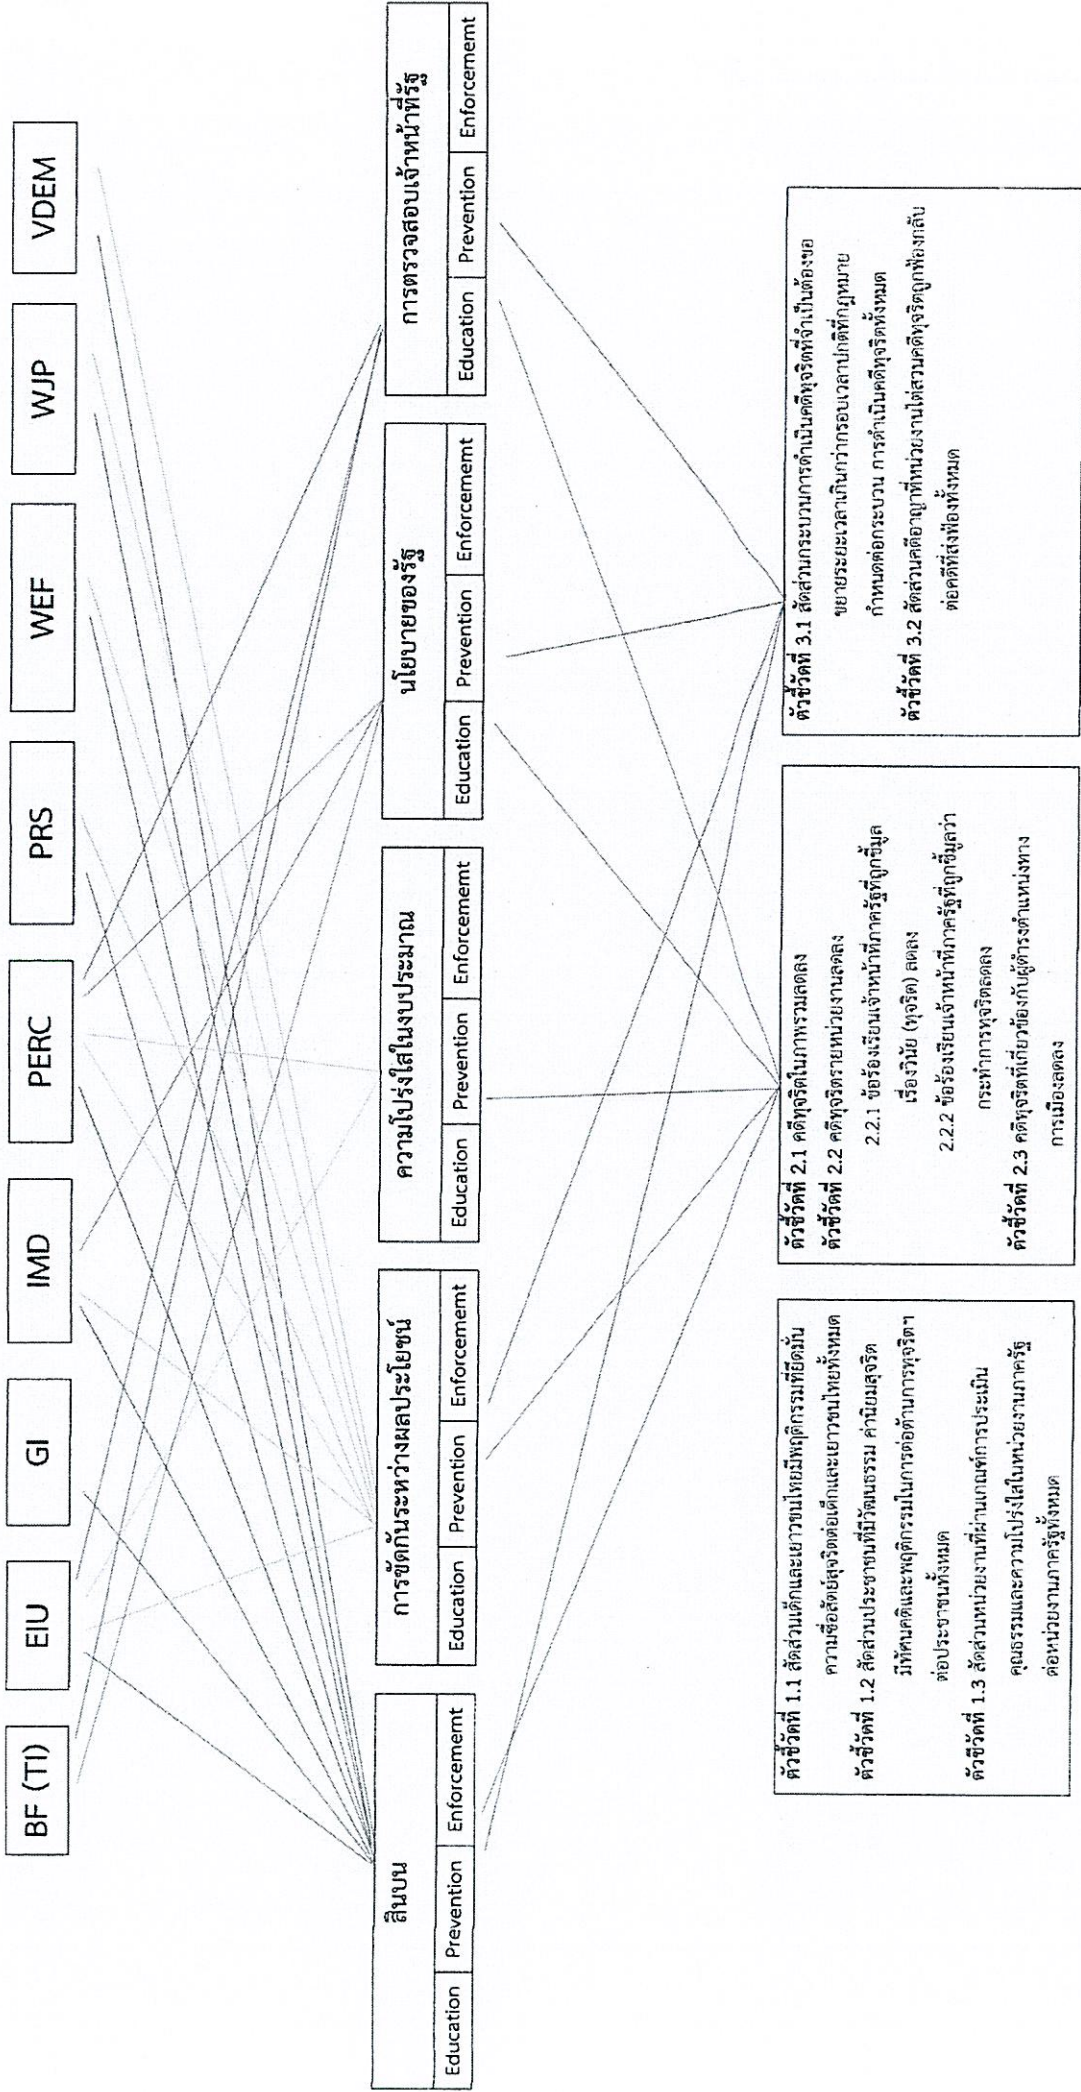 BF (TI)
EIU
GI
IMD
PERC
PRS
WEF
WJP
VDEM
สินบน
Education Prevention Enforcememt
การขัดกันระหว่างผลประโยชน์
Education Prevention Enforcememt
ความโปร่งใสในงบประมาณ
Education Prevention Enforcememt
นโยบายของรัฐ
Education Prevention Enforcememt
การตรวจสอบเจ้าหน้าที่รัฐ
Education Prevention Enforcememt
ตัวชี้วัดที่ 1.1 สัดส่วนเด็กและเยาวชนไทยมีพฤติกรรมที่ยึดมั่น
ความซื่อสัตย์สุจริตต่อเด็กและเยาวชนไทยทั้งหมด
ตัวชี้วัดที่ 1.2 สัดส่วนประชาชนที่มีวัฒนธรรม ค่านิยมสุจริต
มีทัศนคติและพฤติกรรมในการต่อต้านการทุจริตฯ
ต่อประชาชนทั้งหมด
ตัวชี้วัดที่ 1.3 สัดส่วนหน่วยงานที่ผ่านเกณฑ์การประเมิน
คุณธรรมและความโปร่งใสในหน่วยงานภาครัฐ
ต่อหน่วยงานภาครัฐทั้งหมด
ตัวชี้วัดที่ 2.1 คดีทุจริตในภาพรวมลดลง
ตัวชี้วัดที่ 2.2 คดีทุจริตรายหน่วยงานลดลง
2.2.1 ข้อร้องเรียนเจ้าหน้าที่ภาครัฐที่ถูกชี้มูล
เรื่องวินัย (ทุจริต) ลดลง
2.2.2 ข้อร้องเรียนเจ้าหน้าที่ภาครัฐที่ถูกชี้มูลว่า
กระทำการทุจริตลดลง
ตัวชี้วัดที่ 2.3 คดีทุจริตที่เกี่ยวข้องกับผู้ดำรงตำแหน่งทาง
การเมืองลดลง
ตัวชี้วัดที่ 3.1 สัดส่วนกระบวนการดำเนินคดีทุจริตที่จำเป็นต้องขอ
ขยายระยะเวลาเกินกว่ากรอบเวลาปกติที่กฎหมาย
กำหนดต่อกระบวน การดำเนินคดีทุจริตทั้งหมด
ตัวชี้วัดที่ 3.2 สัดส่วนคดีอาญาที่หน่วยงานไต่สวนคดีทุจริตถูกฟ้องกลับ
ต่อคดีที่ส่งฟ้องทั้งหมด